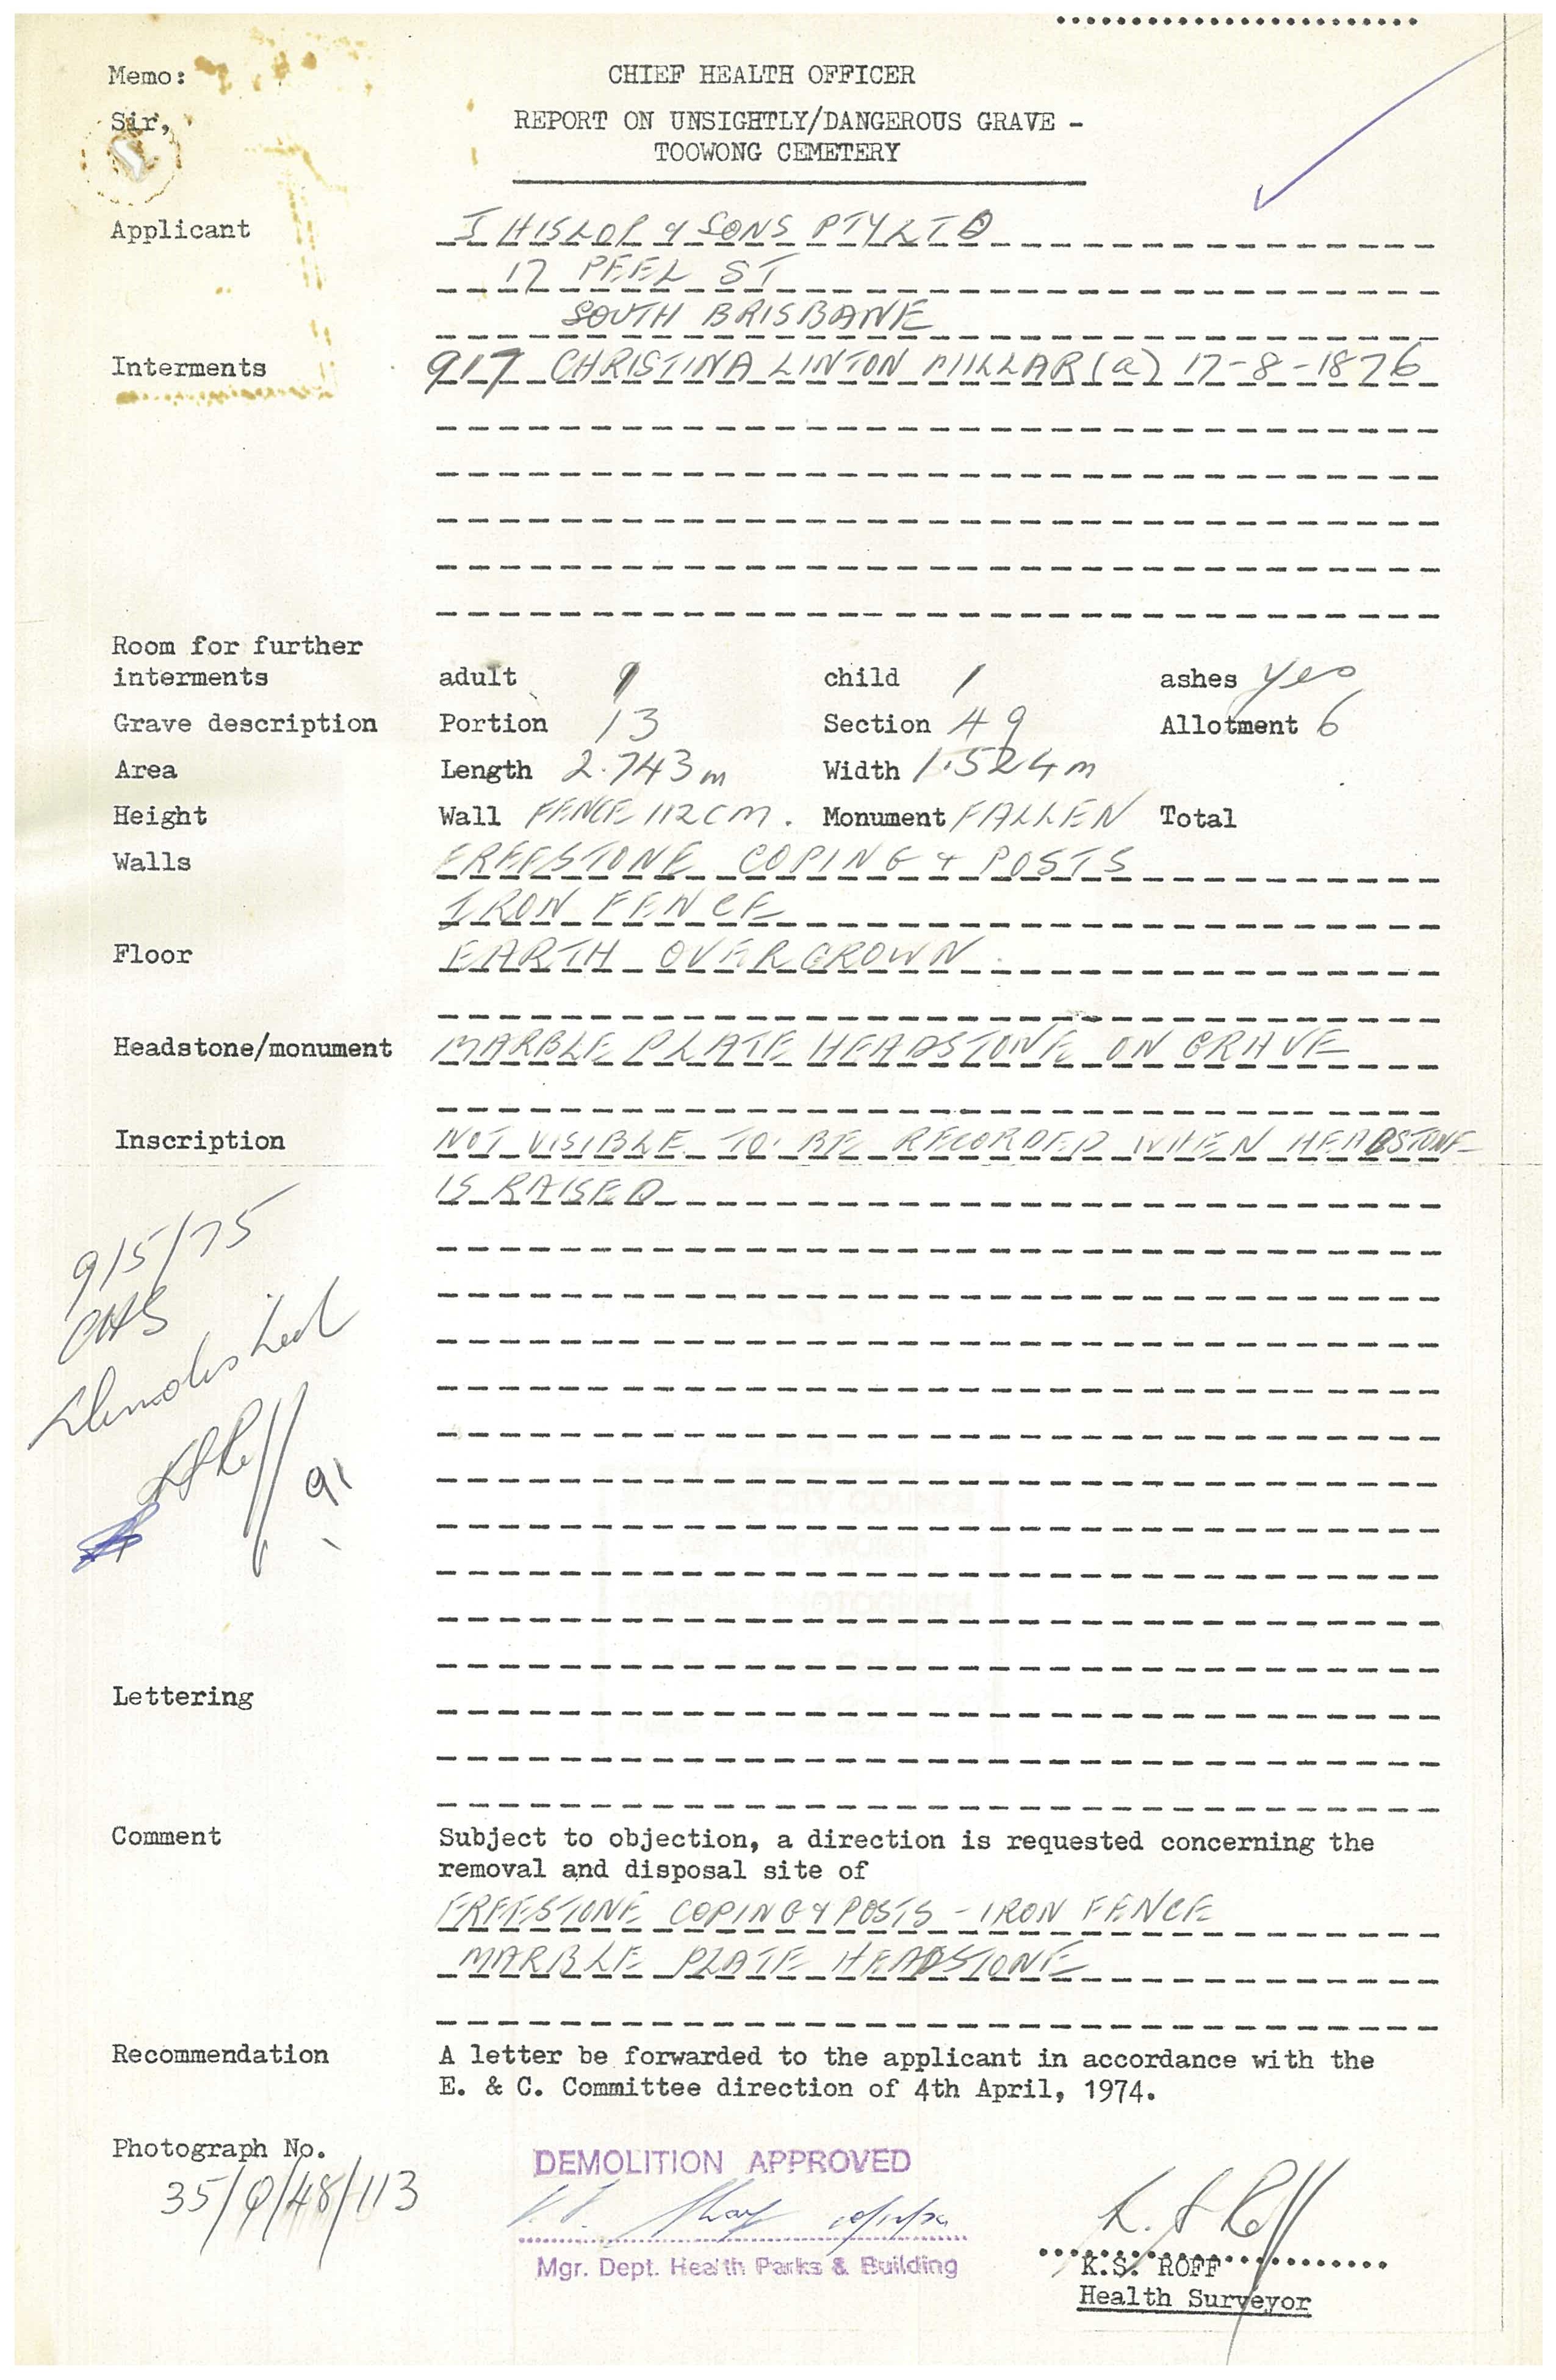 Memo: CHIEF HEALTH OFFICER
Sir, REPORT ON UNSIGHTLY/DANGEROUS GRAVE -
TOOWONG CEMETERY
Applicant J HISLOP & SONS PTY LTD
17 PEEL ST
SOUTH BRISBANE
Interments 917 CHRISTINA LINTON MILLAR (a) 17-8-1876
Room for further
interments adult 1 child 1 ashes yes
Grave description Portion 13 Section 49 Allotment 6
Area Length 2.743m Width 1.524m
Height Wall FENCE 112CM. Monument FALLEN Total
Walls FREESTONE COPING & POSTS
IRON FENCE
Floor EARTH OVERGROWN
Headstone/monument MARBLE PLATE HEADSTONE ON GRAVE
Inscription NOT VISIBLE TO BE RECORDED WHEN HEADSTONE
IS RAISED
9/5/75
CHS
Demolished
Lettering
Comment Subject to objection, a direction is requested concerning the
removal and disposal site of
FREESTONE COPING & POSTS - IRON FENCE
MARBLE PLATE HEADSTONE
Recommendation A letter be forwarded to the applicant in accordance with the
E. & C. Committee direction of 4th April, 1974.
Photograph No. DEMOLITION APPROVED
35/Q/48/113
K. S Roff
Mgr. Dept. Health Parks & Building K.S. ROFF
Health Surveyor